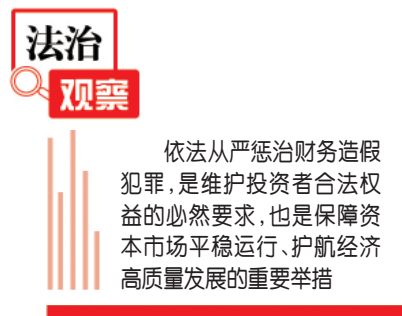 法治
观察
依法从严惩治财务造假
犯罪，是维护投资者合法权
益的必然要求，也是保障资
本市场平稳运行、护航经济
高质量发展的重要举措